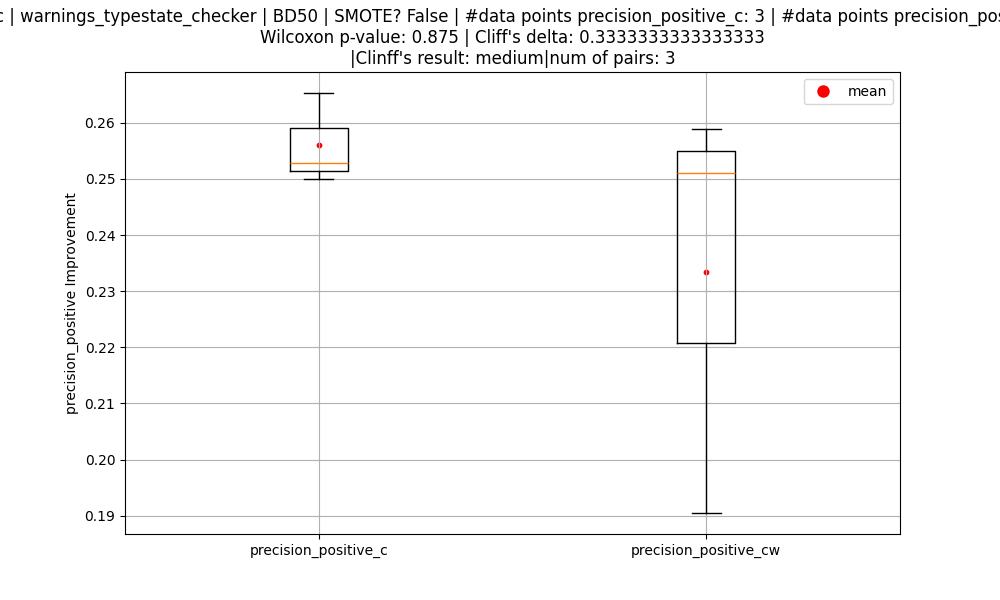 c | warnings_typestate_checker | BD50 | SMOTE? False | #data points precision_positive_c: 3 | #data points
Wilcoxon p-value: 0.875 | Cliff's delta: 0.3333333333333333
|Clinff's result: medium|num of pairs: 3
mean
precision_positive Improvement
0.26
0.25
0.24
0.23
0.22
0.21
0.20
0.19
precision_positive_c
precision_positive_cw